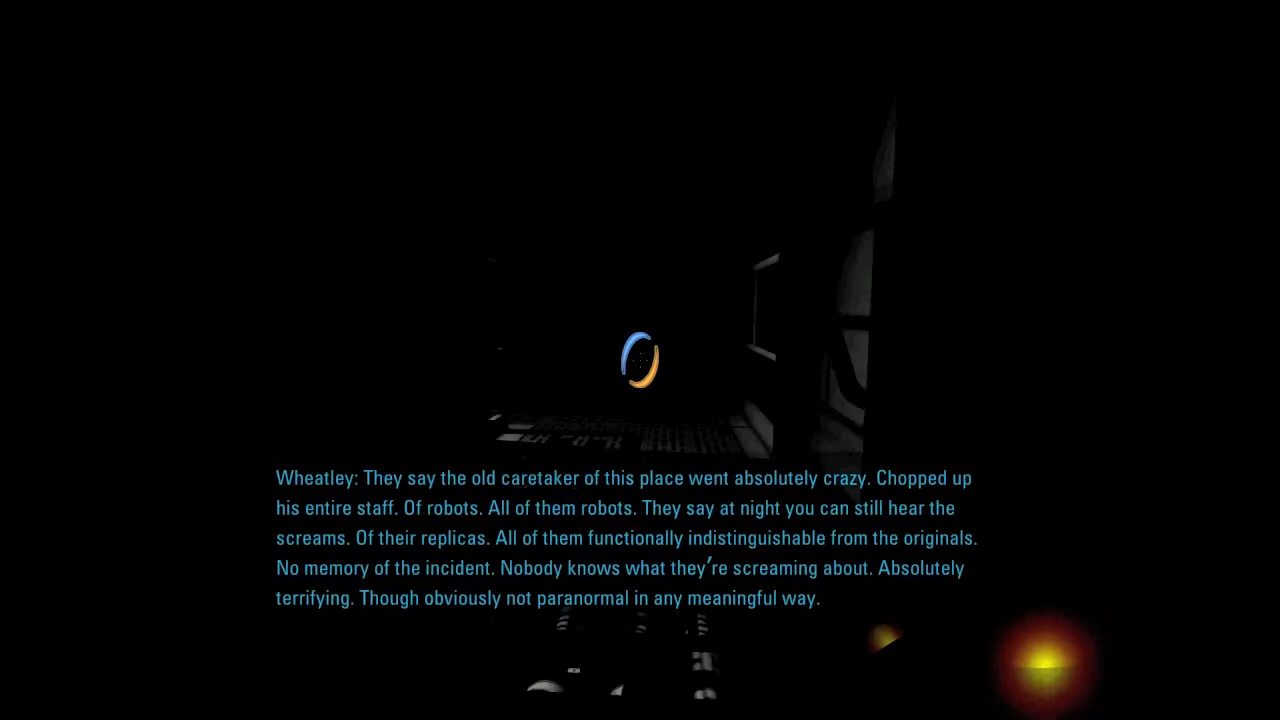 Wheatley: They say the old caretaker of this place went absolutely crazy. Chopped up
his entire staff. Of robots. All of them robots. They say at night you can still hear the
screams. Of their replicas. All of them functionally indistinguishable from the originals.
No memory of the incident. Nobody knows what they're screaming about. Absolutely
terrifying. Though obviously not paranormal in any meaningful way.